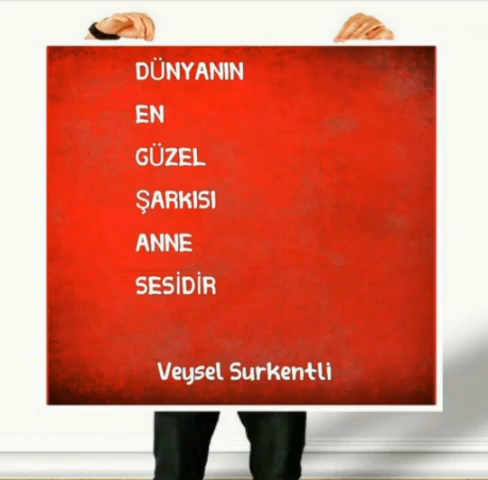 DÜNYANIN
EN
GÜZEL
ŞARKISI
ANNE
SESİDİR
Veysel Surkentli